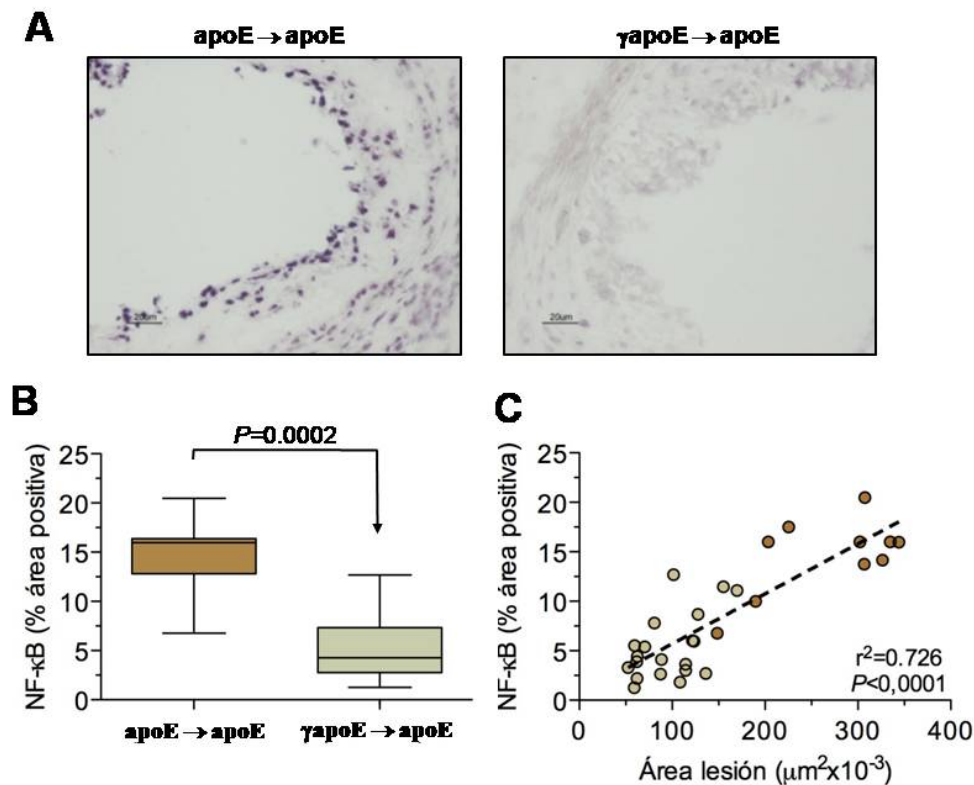 A
apoE→apoE
γapoE→apoE
20um
20um
B
C
P=0.0002
NF-κB (% área positiva)
25
20
15
10
5
0
apoE→apoE
γapoE→apoE
NF-κB (% área positiva)
25
20
15
10
5
0
r²=0.726
P<0,0001
0
100
200
300
400
Área lesión (μm²x10⁻³)